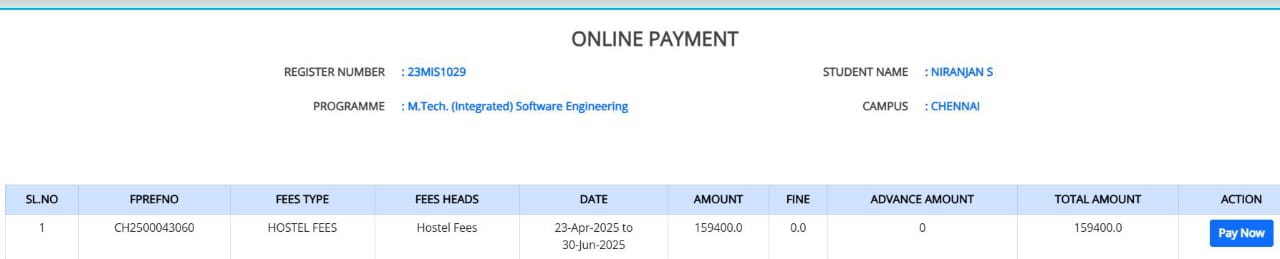 ONLINE PAYMENT
REGISTER NUMBER : 23MIS1029 STUDENT NAME : NIRANJAN S
PROGRAMME : M.Tech. (Integrated) Software Engineering CAMPUS : CHENNAI
SL.NO FPREFNO FEES TYPE FEES HEADS DATE AMOUNT FINE ADVANCE AMOUNT TOTAL AMOUNT ACTION
1 CH2500043060 HOSTEL FEES Hostel Fees 23-Apr-2025 to 159400.0 0.0 0 159400.0 Pay Now
30-Jun-2025